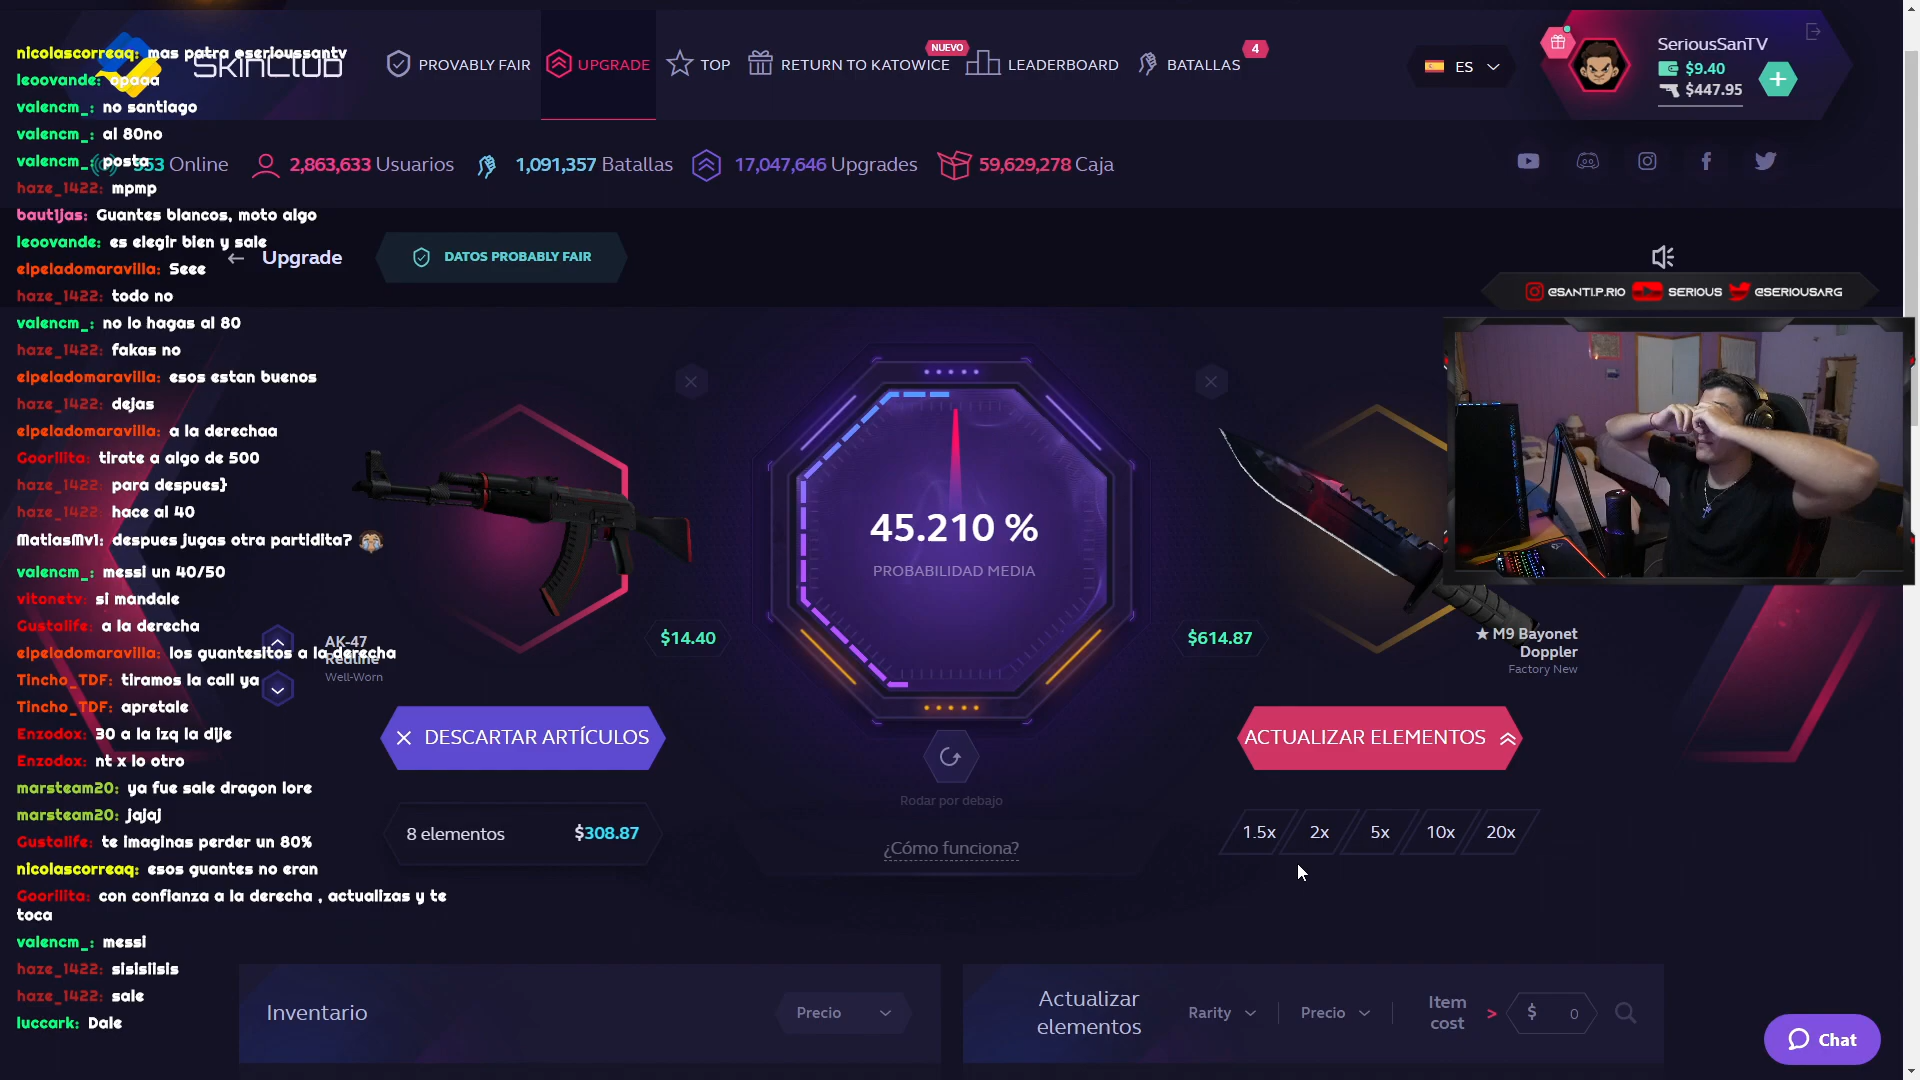 nicolascorreaq: mas patra @serioussantv
leoovande: opaaa
valencm_: no santiago
valencm_: al 80no
valencm_: posta
haze_1422: mpmp
baut1jas: Guantes blancos, moto algo
leoovande: es elegir bien y sale
elpeladomaravilla: Seee
haze_1422: todo no
valencm_: no lo hagas al 80
haze_1422: fakas no
elpeladomaravilla: esos estan buenos
haze_1422: dejas
elpeladomaravilla: a la derechaa
Goorilita: tirate a algo de 500
haze_1422: para despues}
haze_1422: hace al 40
MatiasMv1: despues jugas otra partidita?
valencm_: messi un 40/50
vitonetv: si mandale
Gustalife: a la derecha
elpeladomaravilla: los guantesitos a la derecha
Tincho_TDF: tiramos la call ya
Tincho_TDF: apretale
Enzodox: 30 a la izq la dije
Enzodox: nt x lo otro
marsteam20: ya fue sale dragon lore
marsteam20: jajaj
Gustalife: te imaginas perder un 80%
nicolascorreaq: esos guantes no eran
Goorilita: con confianza a la derecha , actualizas y te
toca
valencm_: messi
haze_1422: sisisiisis
haze_1422: sale
luccark: Dale
SKINCLUB
PROVABLY FAIR
UPGRADE
TOP
RETURN TO KATOWICE
NUEVO
LEADERBOARD
BATALLAS
4
ES
SeriousSanTV
$9.40
$447.95
953 Online
2,863,633 Usuarios
1,091,357 Batallas
17,047,646 Upgrades
59,629,278 Caja
← Upgrade
DATOS PROBABLY FAIR
@SANTI.P.RIO
SERIOUS
@SERIOUSARG
45.210 %
PROBABILIDAD MEDIA
$14.40
AK-47
Redline
Well-Worn
$614.87
★ M9 Bayonet
Doppler
Factory New
DESCARTAR ARTÍCULOS
8 elementos
$308.87
Rodar por debajo
¿Cómo funciona?
ACTUALIZAR ELEMENTOS
1.5x
2x
5x
10x
20x
Inventario
Precio
Actualizar
elementos
Rarity
Precio
Item
cost
>
$ 0
Chat